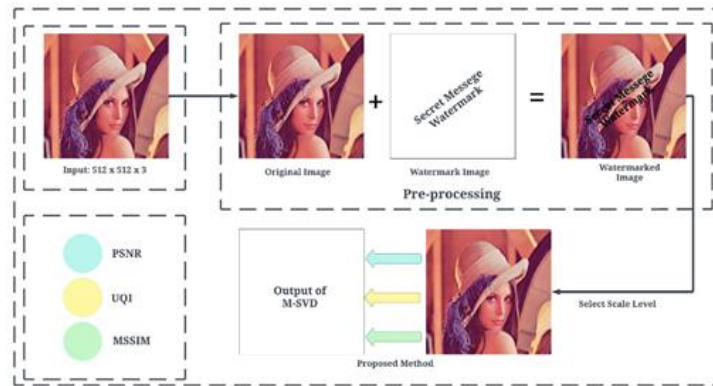 Input: 512 x 512 x 3
Original Image
+
Secret Messege
Watermark
Watermark Image
=
Secret Messege
Watermark
Watermarked
Image
Pre-processing
PSNR
UQI
MSSIM
Output of
M-SVD
Select Scale Level
Proposed Method